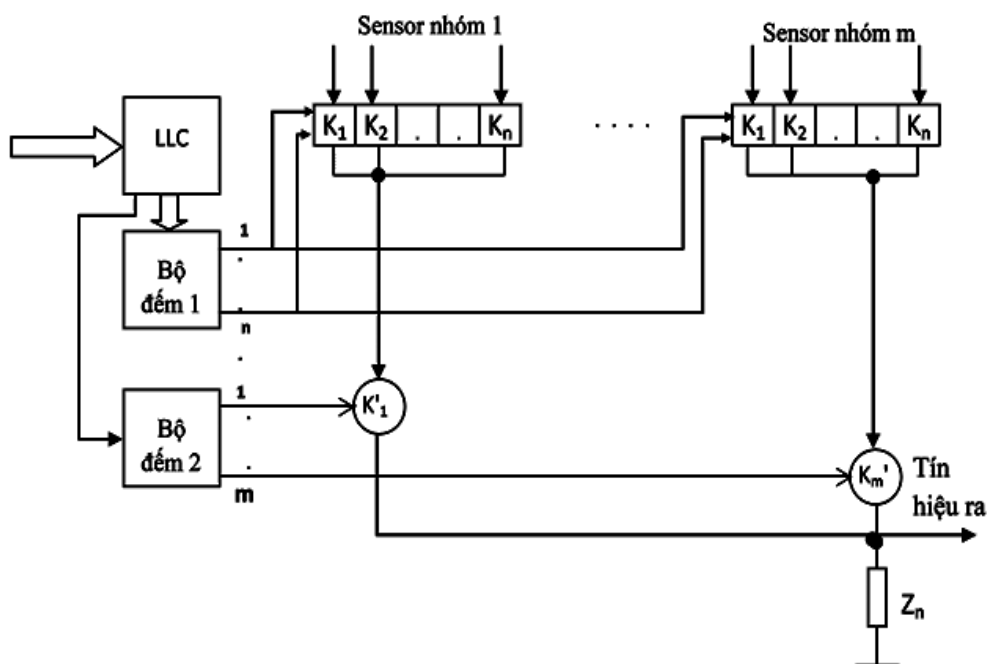 Sensor nhóm 1
Sensor nhóm m
K₁ K₂ . . Kₙ
. . . .
K₁ K₂ . . Kₙ
LLC
1
Bộ
đếm 1
n
1
K'₁
Bộ
đếm 2
m
Kₘ'
Tín
hiệu ra
Zₙ